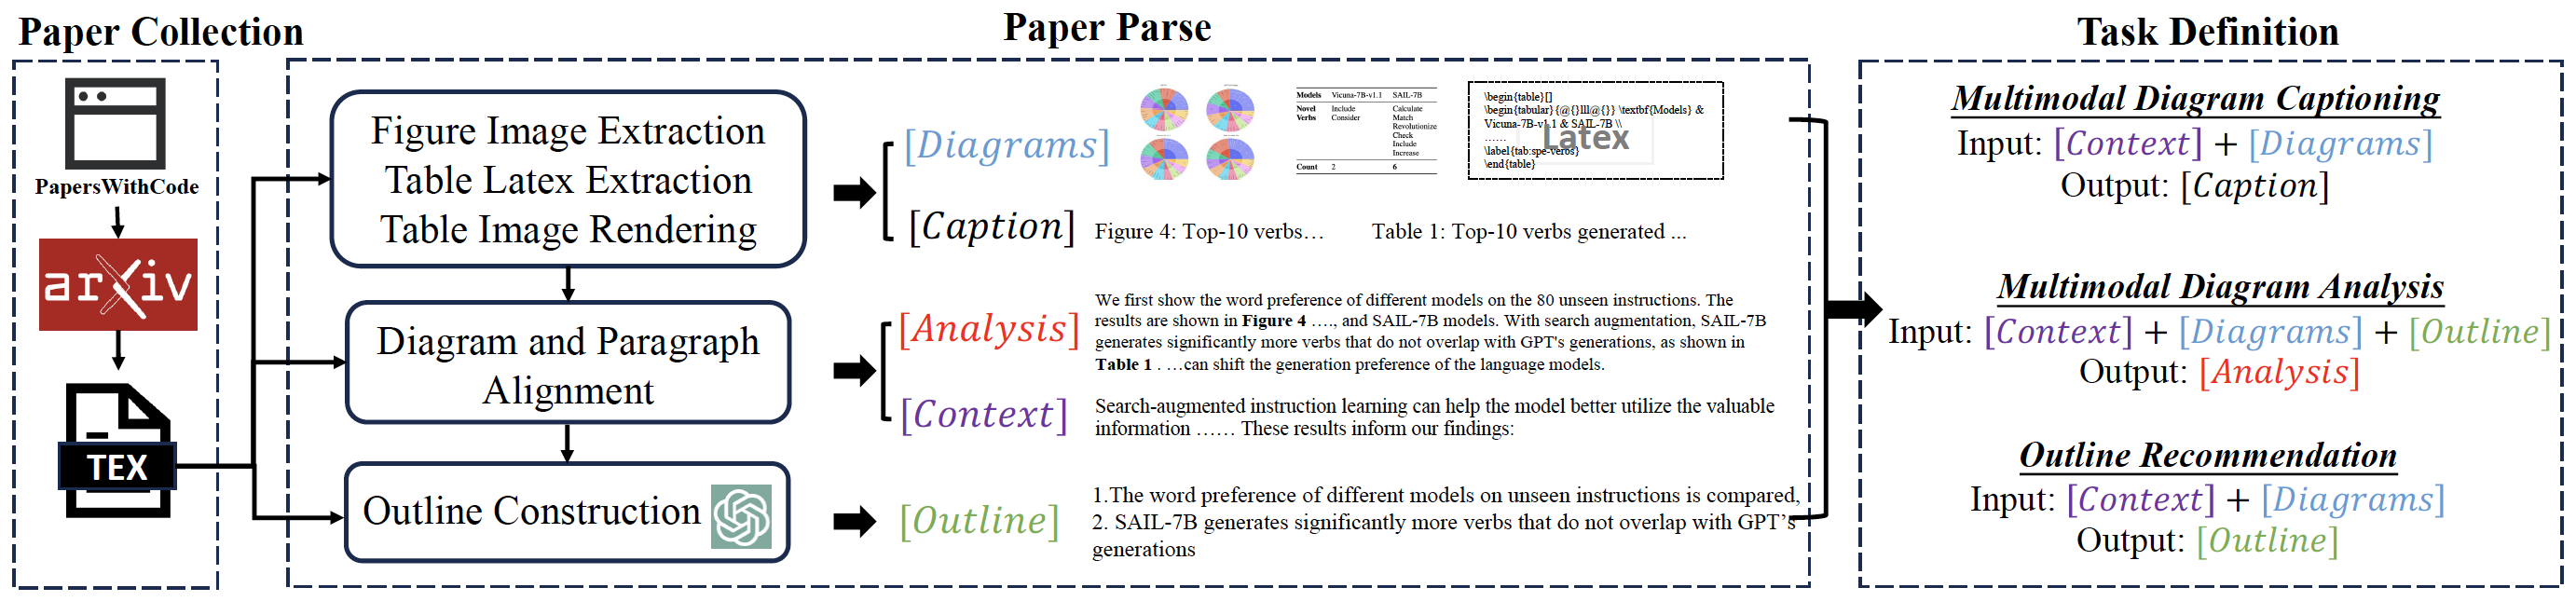 Paper Collection
PapersWithCode
arXiv
TEX
Paper Parse
Figure Image Extraction
Table Latex Extraction
Table Image Rendering
Diagram and Paragraph
Alignment
Outline Construction
[Diagrams]
Models Vicuna-7B-v1.1 SAIL-7B
Novel Include Calculate
Verbs Consider Match
Revolutionize
Check
Include
Increase
Count 2 6
\begin{table}[]
\begin{tabular}{@{}lll@{}} \textbf{Models} &
Vicuna-7B-v1.1 & SAIL-7B \\
......
\label{tab:spe-verbs}
\end{table}
Latex
[Caption]
Figure 4: Top-10 verbs… Table 1: Top-10 verbs generated ...
[Analysis]
We first show the word preference of different models on the 80 unseen instructions. The
results are shown in Figure 4 …., and SAIL-7B models. With search augmentation, SAIL-7B
generates significantly more verbs that do not overlap with GPT's generations, as shown in
Table 1 . …can shift the generation preference of the language models.
[Context]
Search-augmented instruction learning can help the model better utilize the valuable
information …… These results inform our findings:
[Outline]
1.The word preference of different models on unseen instructions is compared,
2. SAIL-7B generates significantly more verbs that do not overlap with GPT’s
generations
Task Definition
Multimodal Diagram Captioning
Input: [Context] + [Diagrams]
Output: [Caption]
Multimodal Diagram Analysis
Input: [Context] + [Diagrams] + [Outline]
Output: [Analysis]
Outline Recommendation
Input: [Context] + [Diagrams]
Output: [Outline]